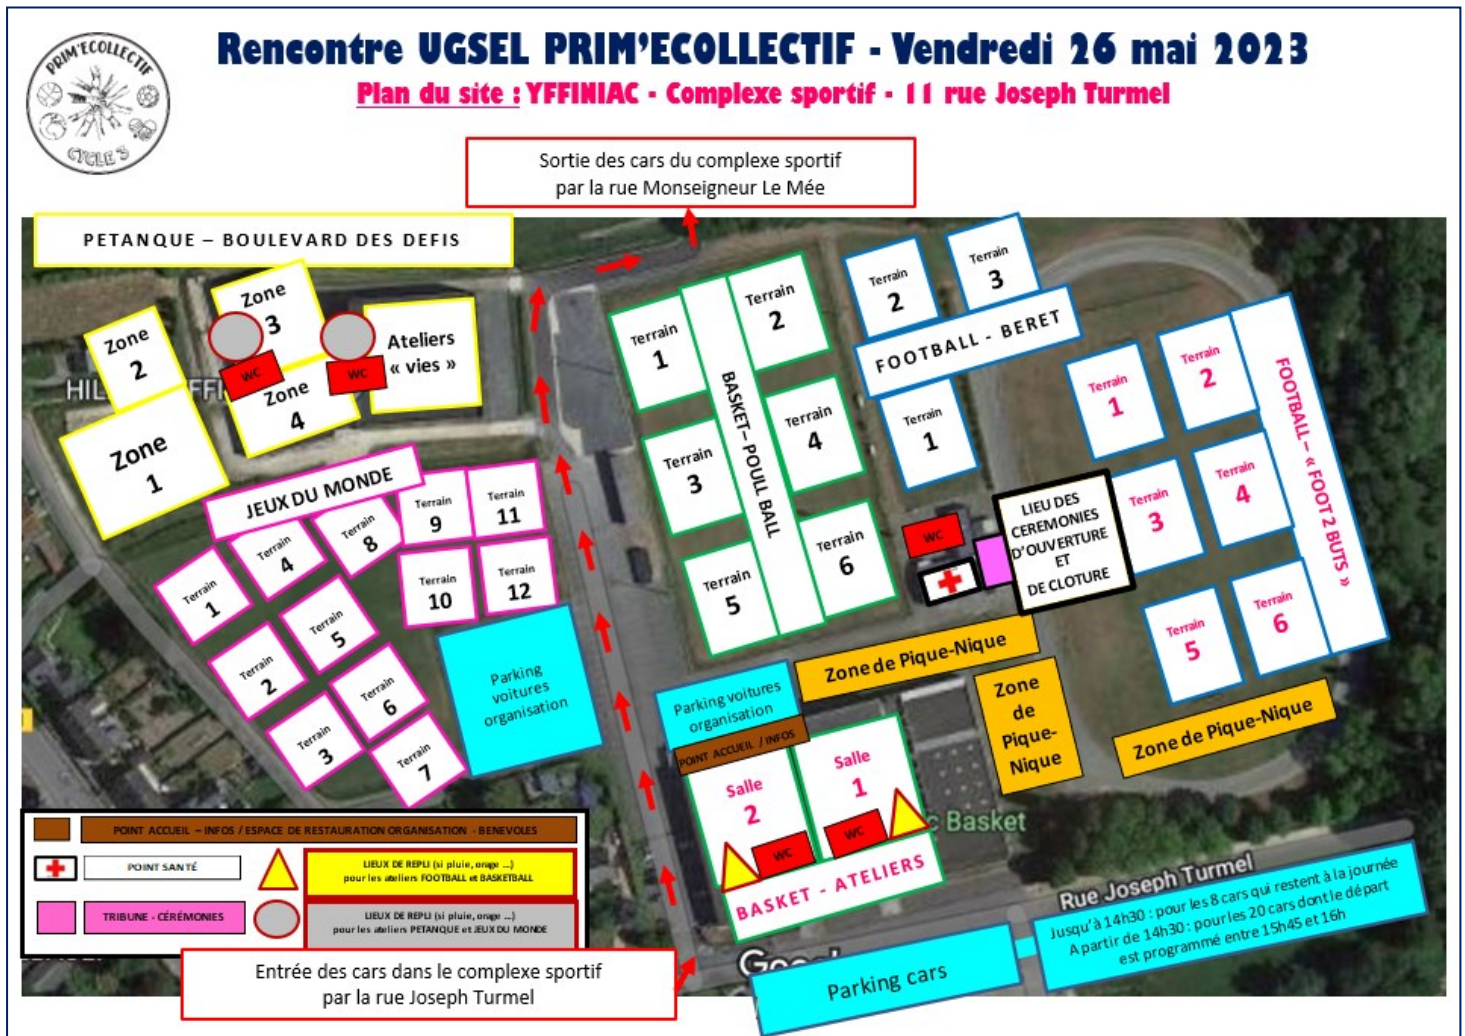 PRIM'ECOLLECTIF
CYCLE 3
Rencontre UGSEL PRIM'ECOLLECTIF - Vendredi 26 mai 2023
Plan du site : YFFINIAC - Complexe sportif - 11 rue Joseph Turmel
Sortie des cars du complexe sportif
par la rue Monseigneur Le Mée
PETANQUE – BOULEVARD DES DEFIS
Zone
2
Zone
3
Ateliers
« vies »
WC
WC
Zone
4
Zone
1
HIL
FFI
JEUX DU MONDE
Terrain
1
Terrain
4
Terrain
8
Terrain
9
Terrain
11
Terrain
10
Terrain
12
Terrain
2
Terrain
5
Terrain
3
Terrain
6
Terrain
7
Parking
voitures
organisation
Terrain
1
Terrain
2
Terrain
3
Terrain
4
Terrain
5
Terrain
6
BASKET– POULL BALL
Terrain
2
Terrain
3
FOOTBALL - BERET
Terrain
1
Terrain
1
Terrain
2
Terrain
3
Terrain
4
Terrain
5
Terrain
6
FOOTBALL – « FOOT 2 BUTS »
WC
LIEU DES
CEREMONIES
D'OUVERTURE
ET
DE CLOTURE
Zone de Pique-Nique
Zone
de
Pique-
Nique
Zone de Pique-Nique
Parking voitures
organisation
POINT ACCUEIL / INFOS
Salle
2
Salle
1
WC
WC
BASKET - ATELIERS
c Basket
Rue Joseph Turmel
Jusqu'à 14h30 : pour les 8 cars qui restent à la journée
A partir de 14h30 : pour les 20 cars dont le départ
est programmé entre 15h45 et 16h
Parking cars
POINT ACCUEIL – INFOS / ESPACE DE RESTAURATION ORGANISATION - BENEVOLES
POINT SANTÉ
LIEUX DE REPLI (si pluie, orage ...)
pour les ateliers FOOTBALL et BASKETBALL
TRIBUNE - CÉRÉMONIES
LIEUX DE REPLI (si pluie, orage ...)
pour les ateliers PETANQUE et JEUX DU MONDE
Entrée des cars dans le complexe sportif
par la rue Joseph Turmel